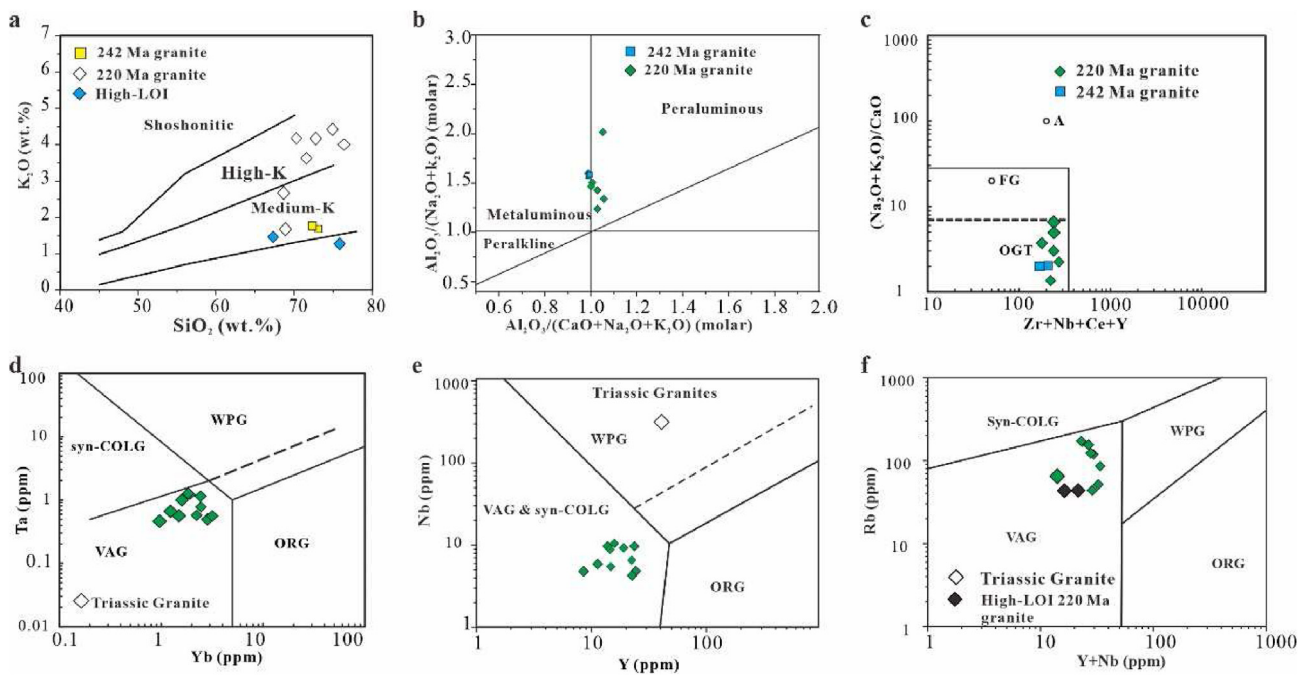 a
242 Ma granite
220 Ma granite
High-LOI
Shoshonitic
High-K
Medium-K
K₂O (wt.%)
7
6
5
4
3
2
1
0
40
50
60
70
80
SiO₂ (wt.%)
b
242 Ma granite
220 Ma granite
Peraluminous
Metaluminous
Peralkline
Al₂O₃/(Na₂O+k₂O) (molar)
3.0
2.5
2.0
1.5
1.0
0.5
0.6
0.8
1.0
1.2
1.4
1.6
1.8
2.0
Al₂O₃/(CaO+Na₂O+K₂O) (molar)
c
220 Ma granite
242 Ma granite
A
FG
OGT
(Na₂O+K₂O)/CaO
1000
100
10
1
10
100
1000
10000
Zr+Nb+Ce+Y
d
WPG
syn-COLG
VAG
ORG
Triassic Granite
Ta (ppm)
100
10
1
0.1
0.01
0.1
1
10
100
Yb (ppm)
e
Triassic Granites
WPG
VAG & syn-COLG
ORG
Nb (ppm)
1000
100
10
1
1
10
100
Y (ppm)
f
Syn-COLG
WPG
VAG
ORG
Triassic Granite
High-LOI 220 Ma
granite
Rb (ppm)
1000
100
10
1
1
10
100
1000
Y+Nb (ppm)